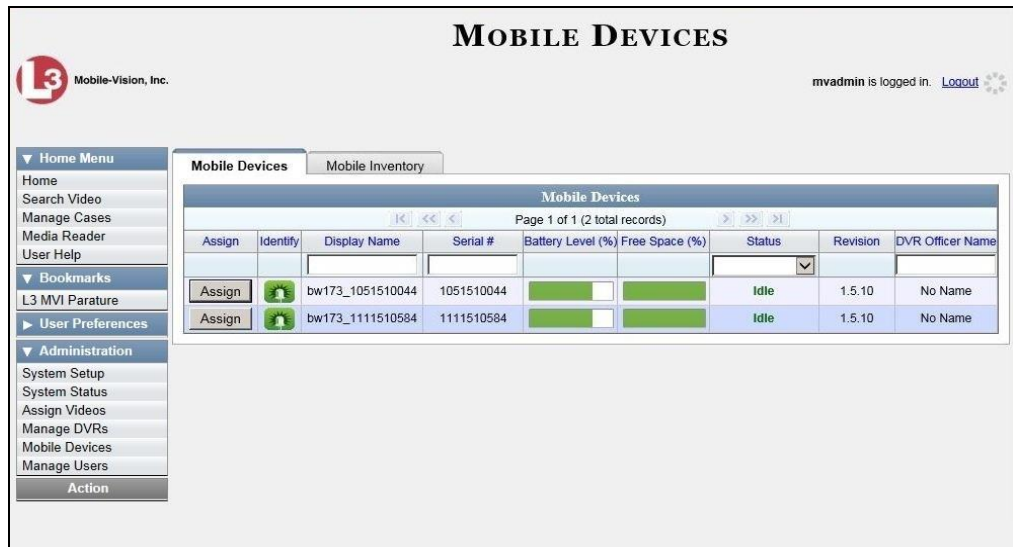 MOBILE DEVICES
L3
Mobile-Vision, Inc.
mvadmin is logged in. Logout
▼ Home Menu
Home
Search Video
Manage Cases
Media Reader
User Help
▼ Bookmarks
L3 MVI Parature
► User Preferences
▼ Administration
System Setup
System Status
Assign Videos
Manage DVRs
Mobile Devices
Manage Users
Action
Mobile Devices Mobile Inventory
Mobile Devices
|< << < Page 1 of 1 (2 total records) > >> >|
Assign Identify Display Name Serial # Battery Level (%) Free Space (%) Status Revision DVR Officer Name
Assign bw173_1051510044 1051510044 Idle 1.5.10 No Name
Assign bw173_1111510584 1111510584 Idle 1.5.10 No Name